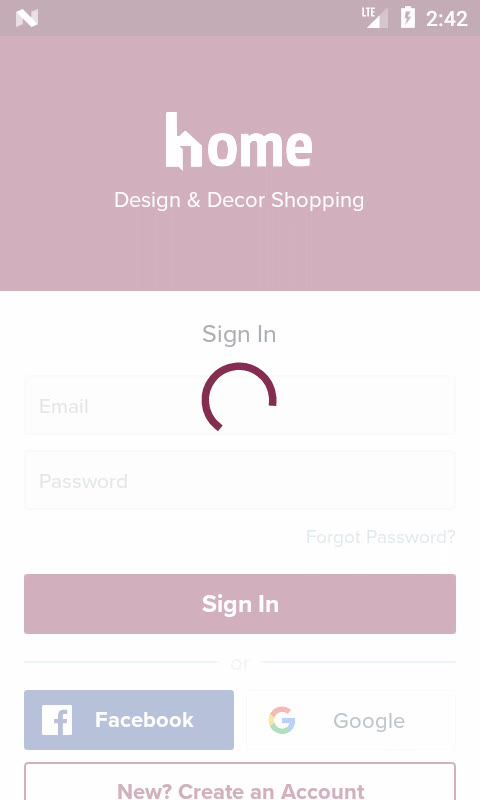 LTE 2:42
home
Design & Decor Shopping
Sign In
Email
Password
Forgot Password?
Sign In
or
Facebook
Google
New? Create an Account